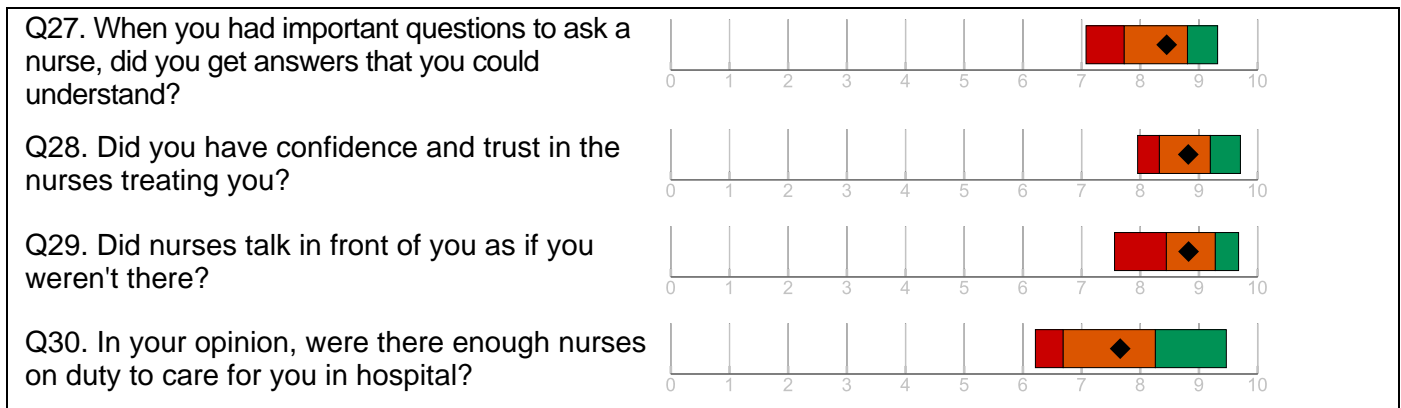 Q27. When you had important questions to ask a
nurse, did you get answers that you could
understand?
0 1 2 3 4 5 6 7 8 9 10
Q28. Did you have confidence and trust in the
nurses treating you?
0 1 2 3 4 5 6 7 8 9 10
Q29. Did nurses talk in front of you as if you
weren't there?
0 1 2 3 4 5 6 7 8 9 10
Q30. In your opinion, were there enough nurses
on duty to care for you in hospital?
0 1 2 3 4 5 6 7 8 9 10